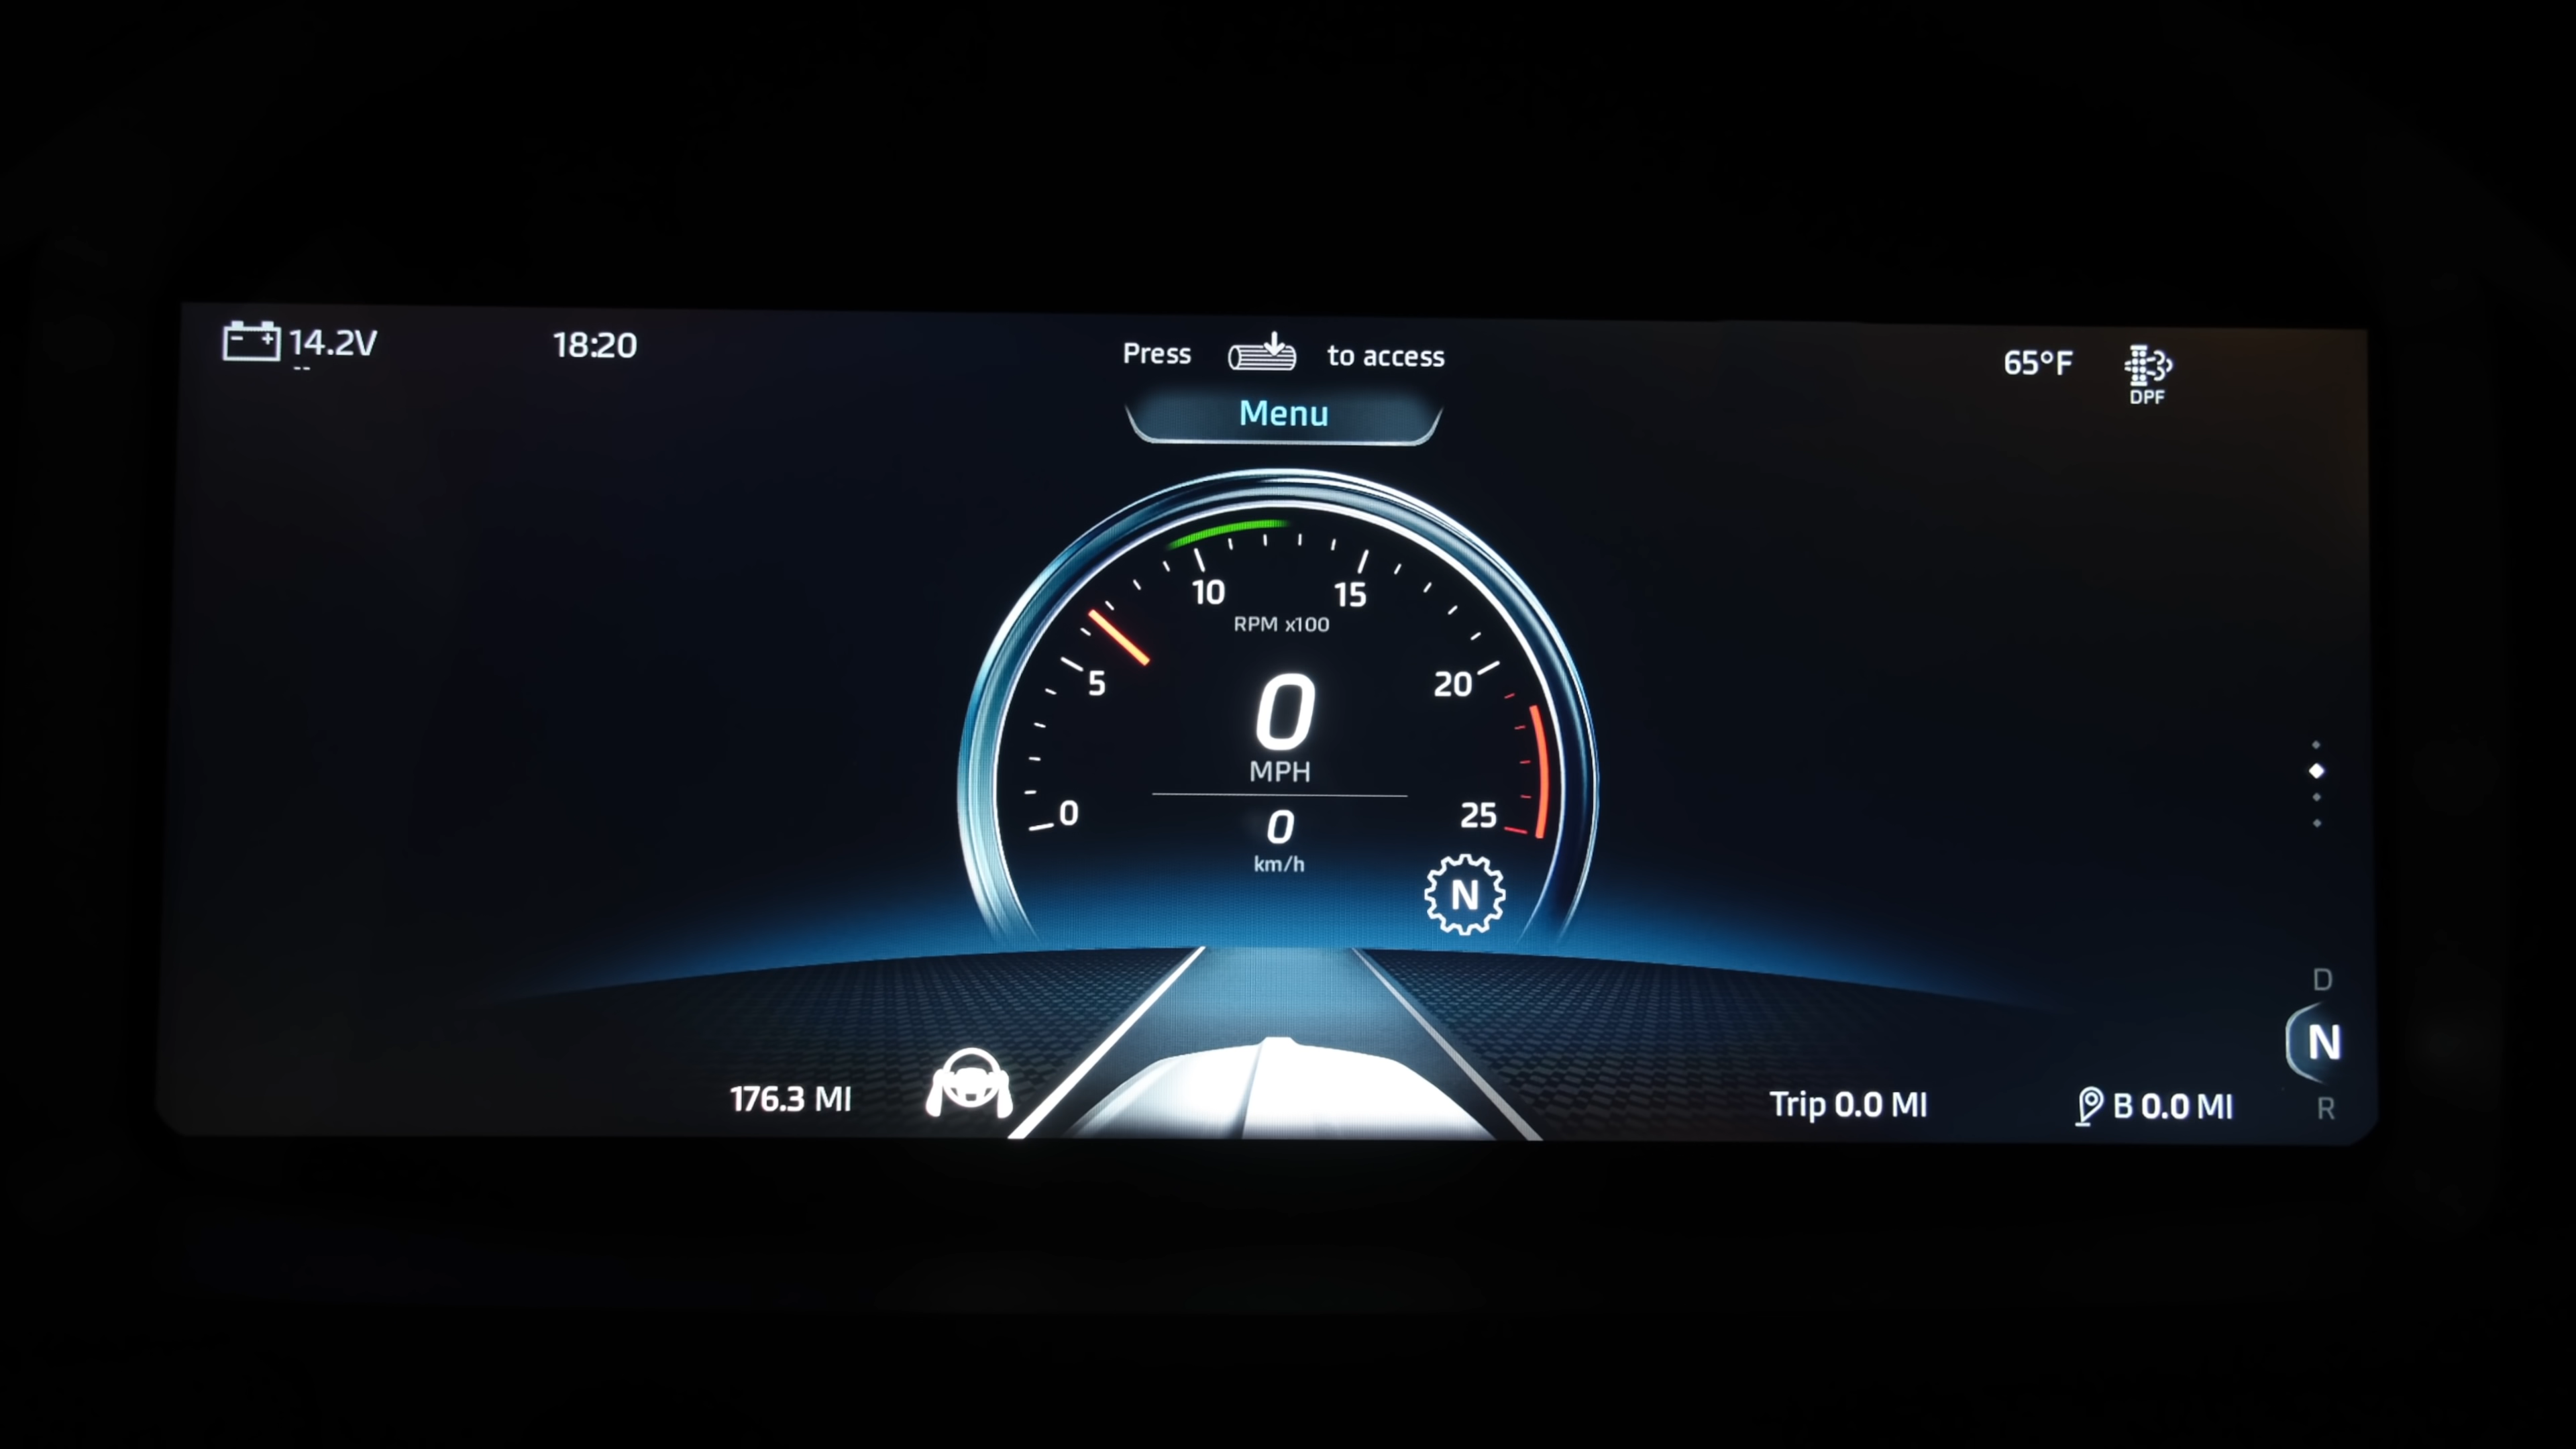 14.2V
--
18:20
Press to access
Menu
65°F
DPF
10
15
RPM x100
5
20
0
MPH
0
25
0
km/h
N
D
N
R
176.3 MI
Trip 0.0 MI
B 0.0 MI